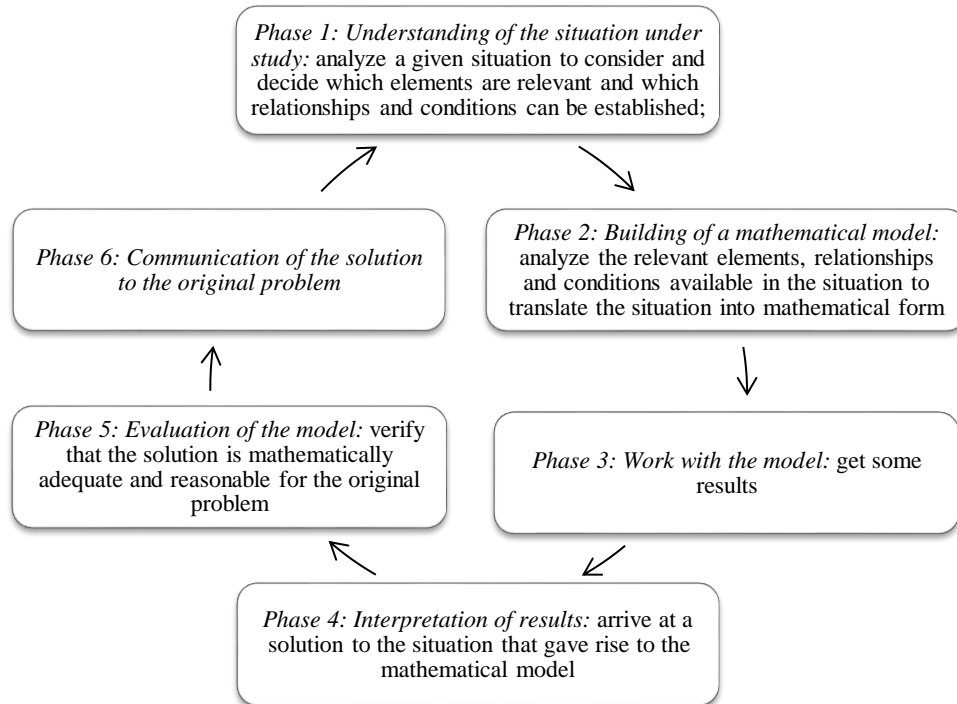 Phase 1: Understanding of the situation under
study: analyze a given situation to consider and
decide which elements are relevant and which
relationships and conditions can be established;
Phase 2: Building of a mathematical model:
analyze the relevant elements, relationships
and conditions available in the situation to
translate the situation into mathematical form
Phase 3: Work with the model: get some
results
Phase 4: Interpretation of results: arrive at a
solution to the situation that gave rise to the
mathematical model
Phase 5: Evaluation of the model: verify
that the solution is mathematically
adequate and reasonable for the original
problem
Phase 6: Communication of the solution
to the original problem